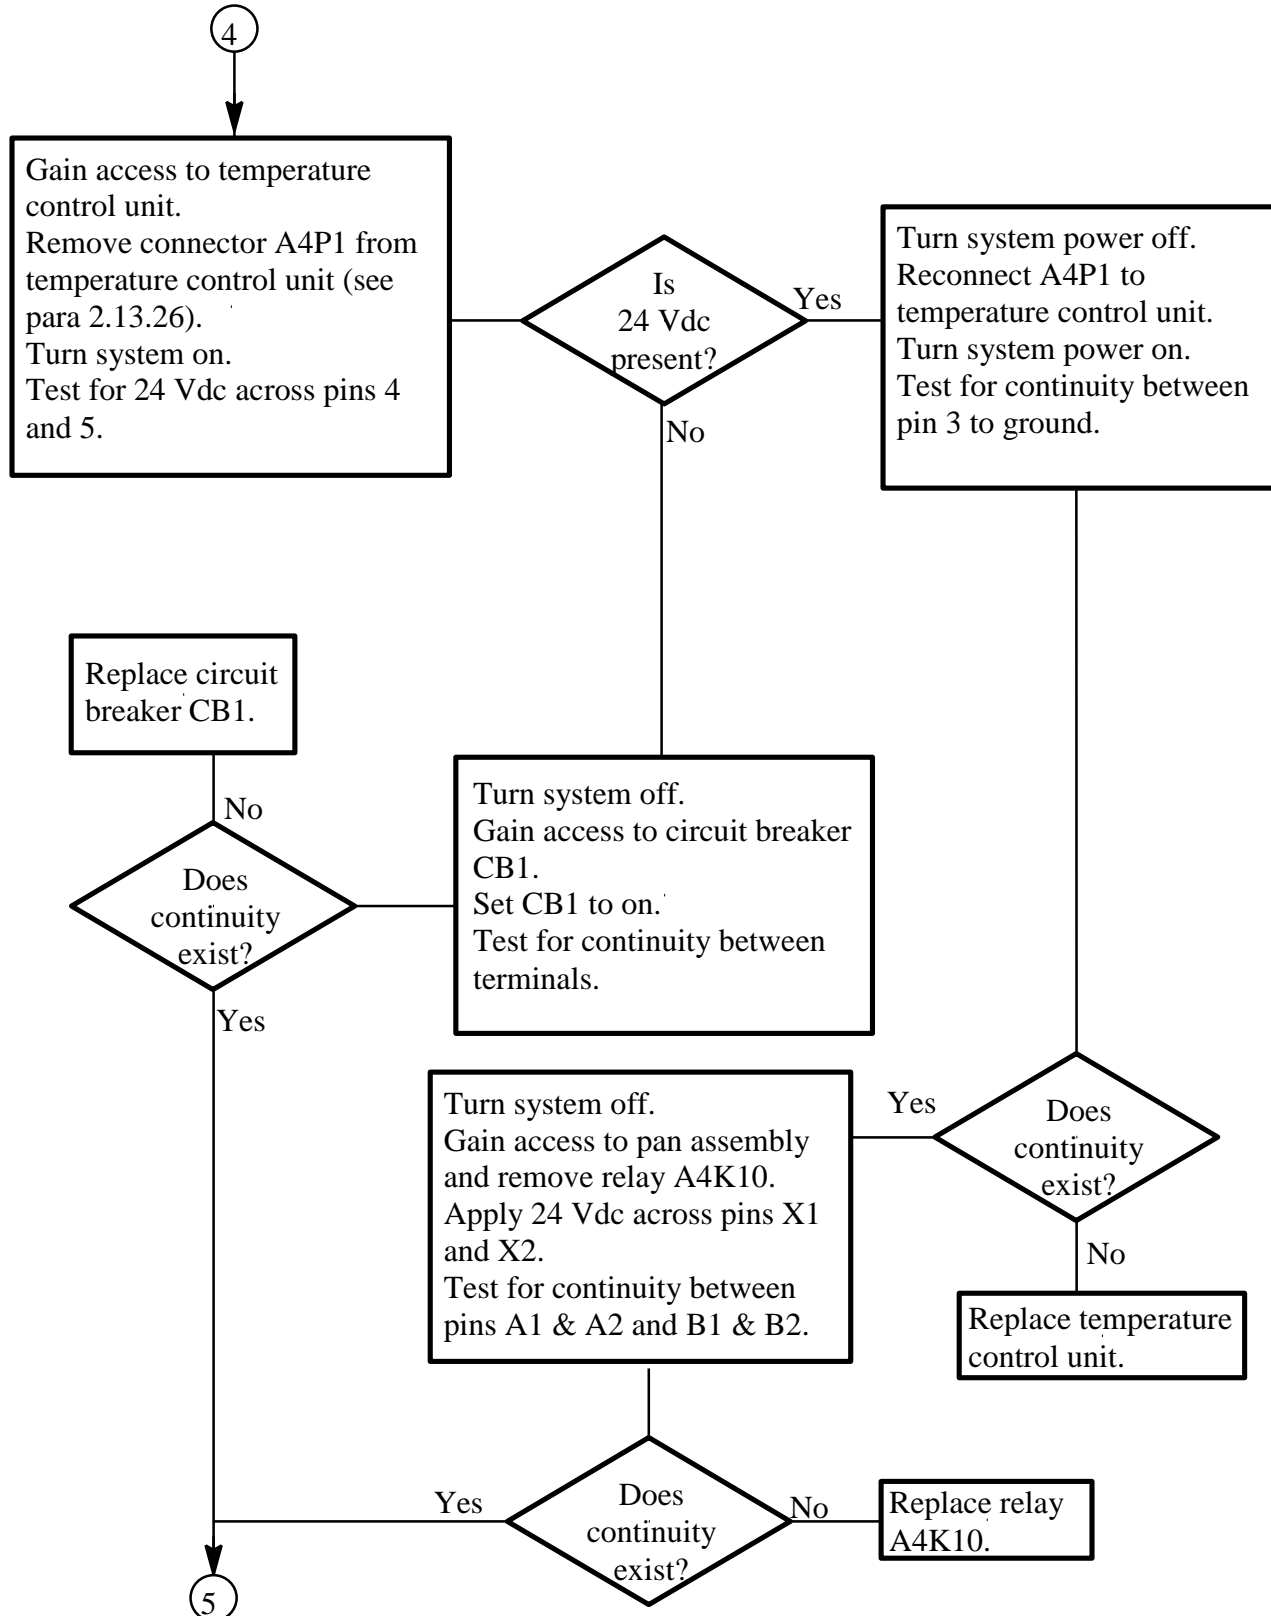 4
Gain access to temperature
control unit.
Remove connector A4P1 from
temperature control unit (see
para 2.13.26).
Turn system on.
Test for 24 Vdc across pins 4
and 5.
Is
24 Vdc
present?
Yes
No
Turn system power off.
Reconnect A4P1 to
temperature control unit.
Turn system power on.
Test for continuity between
pin 3 to ground.
Replace circuit
breaker CB1.
No
Does
continuity
exist?
Yes
Turn system off.
Gain access to circuit breaker
CB1.
Set CB1 to on.
Test for continuity between
terminals.
Turn system off.
Gain access to pan assembly
and remove relay A4K10.
Apply 24 Vdc across pins X1
and X2.
Test for continuity between
pins A1 & A2 and B1 & B2.
Yes
Does
continuity
exist?
No
Replace temperature
control unit.
Yes
Does
continuity
exist?
No
Replace relay
A4K10.
5